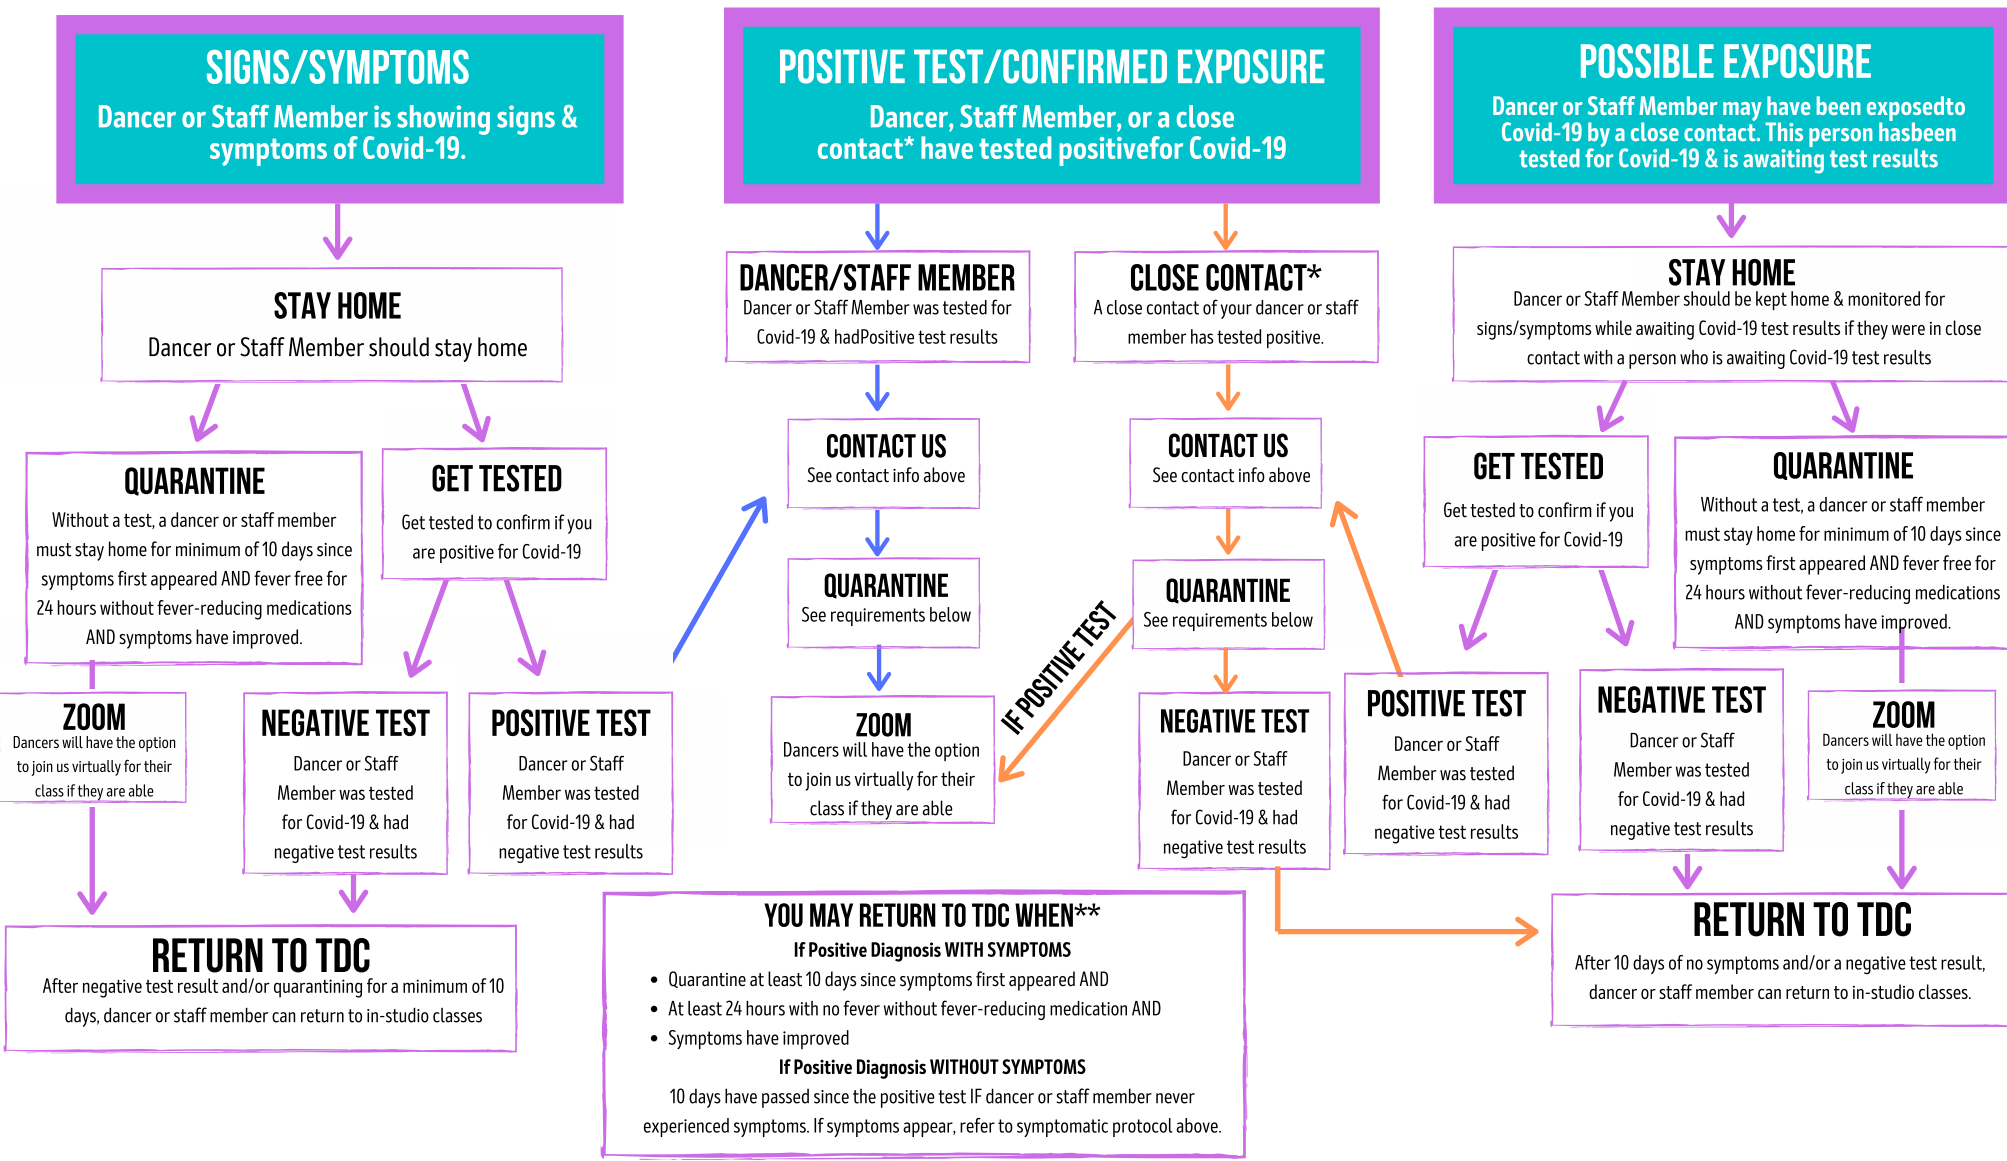 SIGNS/SYMPTOMS
Dancer or Staff Member is showing signs &
symptoms of Covid-19.
STAY HOME
Dancer or Staff Member should stay home
QUARANTINE
Without a test, a dancer or staff member
must stay home for minimum of 10 days since
symptoms first appeared AND fever free for
24 hours without fever-reducing medications
AND symptoms have improved.
GET TESTED
Get tested to confirm if you
are positive for Covid-19
ZOOM
Dancers will have the option
to join us virtually for their
class if they are able
NEGATIVE TEST
Dancer or Staff
Member was tested
for Covid-19 & had
negative test results
POSITIVE TEST
Dancer or Staff
Member was tested
for Covid-19 & had
negative test results
RETURN TO TDC
After negative test result and/or quarantining for a minimum of 10
days, dancer or staff member can return to in-studio classes
POSITIVE TEST/CONFIRMED EXPOSURE
Dancer, Staff Member, or a close
contact* have tested positivefor Covid-19
DANCER/STAFF MEMBER
Dancer or Staff Member was tested for
Covid-19 & hadPositive test results
CONTACT US
See contact info above
QUARANTINE
See requirements below
ZOOM
Dancers will have the option
to join us virtually for their
class if they are able
CLOSE CONTACT*
A close contact of your dancer or staff
member has tested positive.
CONTACT US
See contact info above
QUARANTINE
See requirements below
IF POSITIVE TEST
NEGATIVE TEST
Dancer or Staff
Member was tested
for Covid-19 & had
negative test results
YOU MAY RETURN TO TDC WHEN**
If Positive Diagnosis WITH SYMPTOMS
• Quarantine at least 10 days since symptoms first appeared AND
• At least 24 hours with no fever without fever-reducing medication AND
• Symptoms have improved
If Positive Diagnosis WITHOUT SYMPTOMS
10 days have passed since the positive test IF dancer or staff member never
experienced symptoms. If symptoms appear, refer to symptomatic protocol above.
POSSIBLE EXPOSURE
Dancer or Staff Member may have been exposedto
Covid-19 by a close contact. This person hasbeen
tested for Covid-19 & is awaiting test results
STAY HOME
Dancer or Staff Member should be kept home & monitored for
signs/symptoms while awaiting Covid-19 test results if they were in close
contact with a person who is awaiting Covid-19 test results
GET TESTED
Get tested to confirm if you
are positive for Covid-19
QUARANTINE
Without a test, a dancer or staff member
must stay home for minimum of 10 days since
symptoms first appeared AND fever free for
24 hours without fever-reducing medications
AND symptoms have improved.
POSITIVE TEST
Dancer or Staff
Member was tested
for Covid-19 & had
negative test results
NEGATIVE TEST
Dancer or Staff
Member was tested
for Covid-19 & had
negative test results
ZOOM
Dancers will have the option
to join us virtually for their
class if they are able
RETURN TO TDC
After 10 days of no symptoms and/or a negative test result,
dancer or staff member can return to in-studio classes.